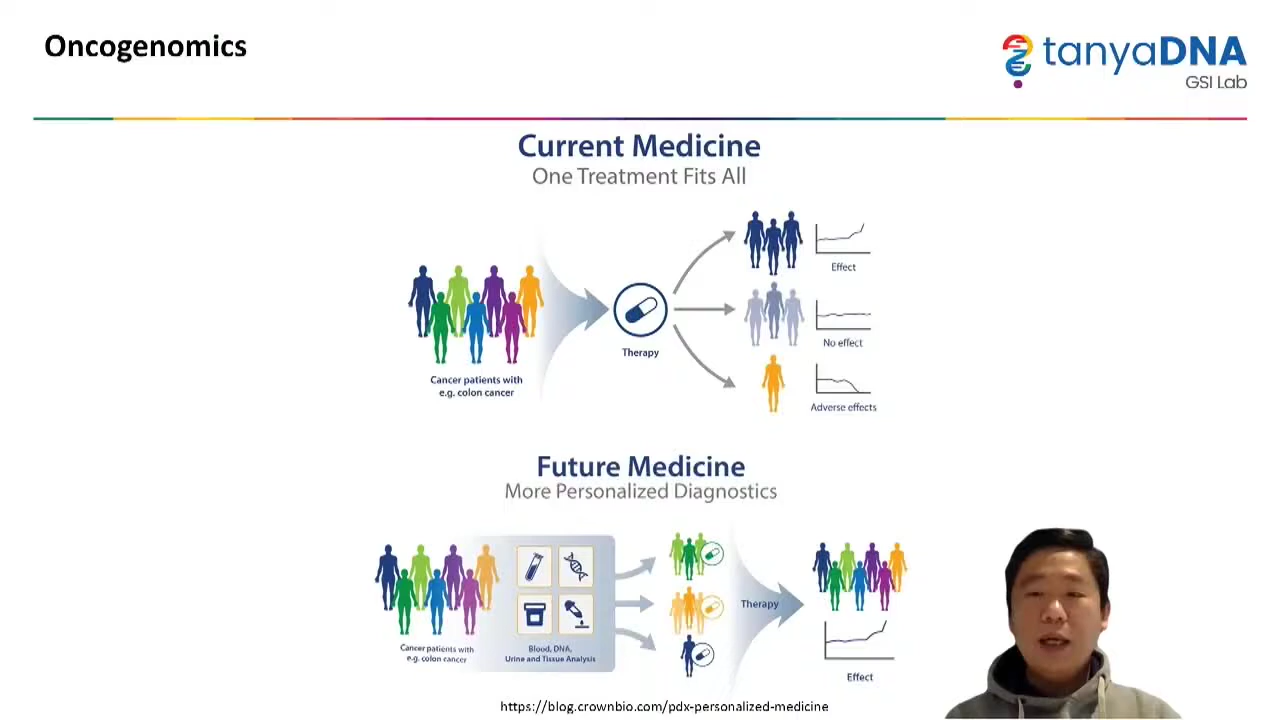 Oncogenomics
tanyaDNA
GSI Lab
Current Medicine
One Treatment Fits All
Effect
No effect
Therapy
Cancer patients with
e.g. colon cancer
Adverse effects
Future Medicine
More Personalized Diagnostics
Therapy
Cancer patients with
e.g. colon cancer
Blood, DNA,
Urine and Tissue Analysis
Effect
https://blog.crownbio.com/pdx-personalized-medicine